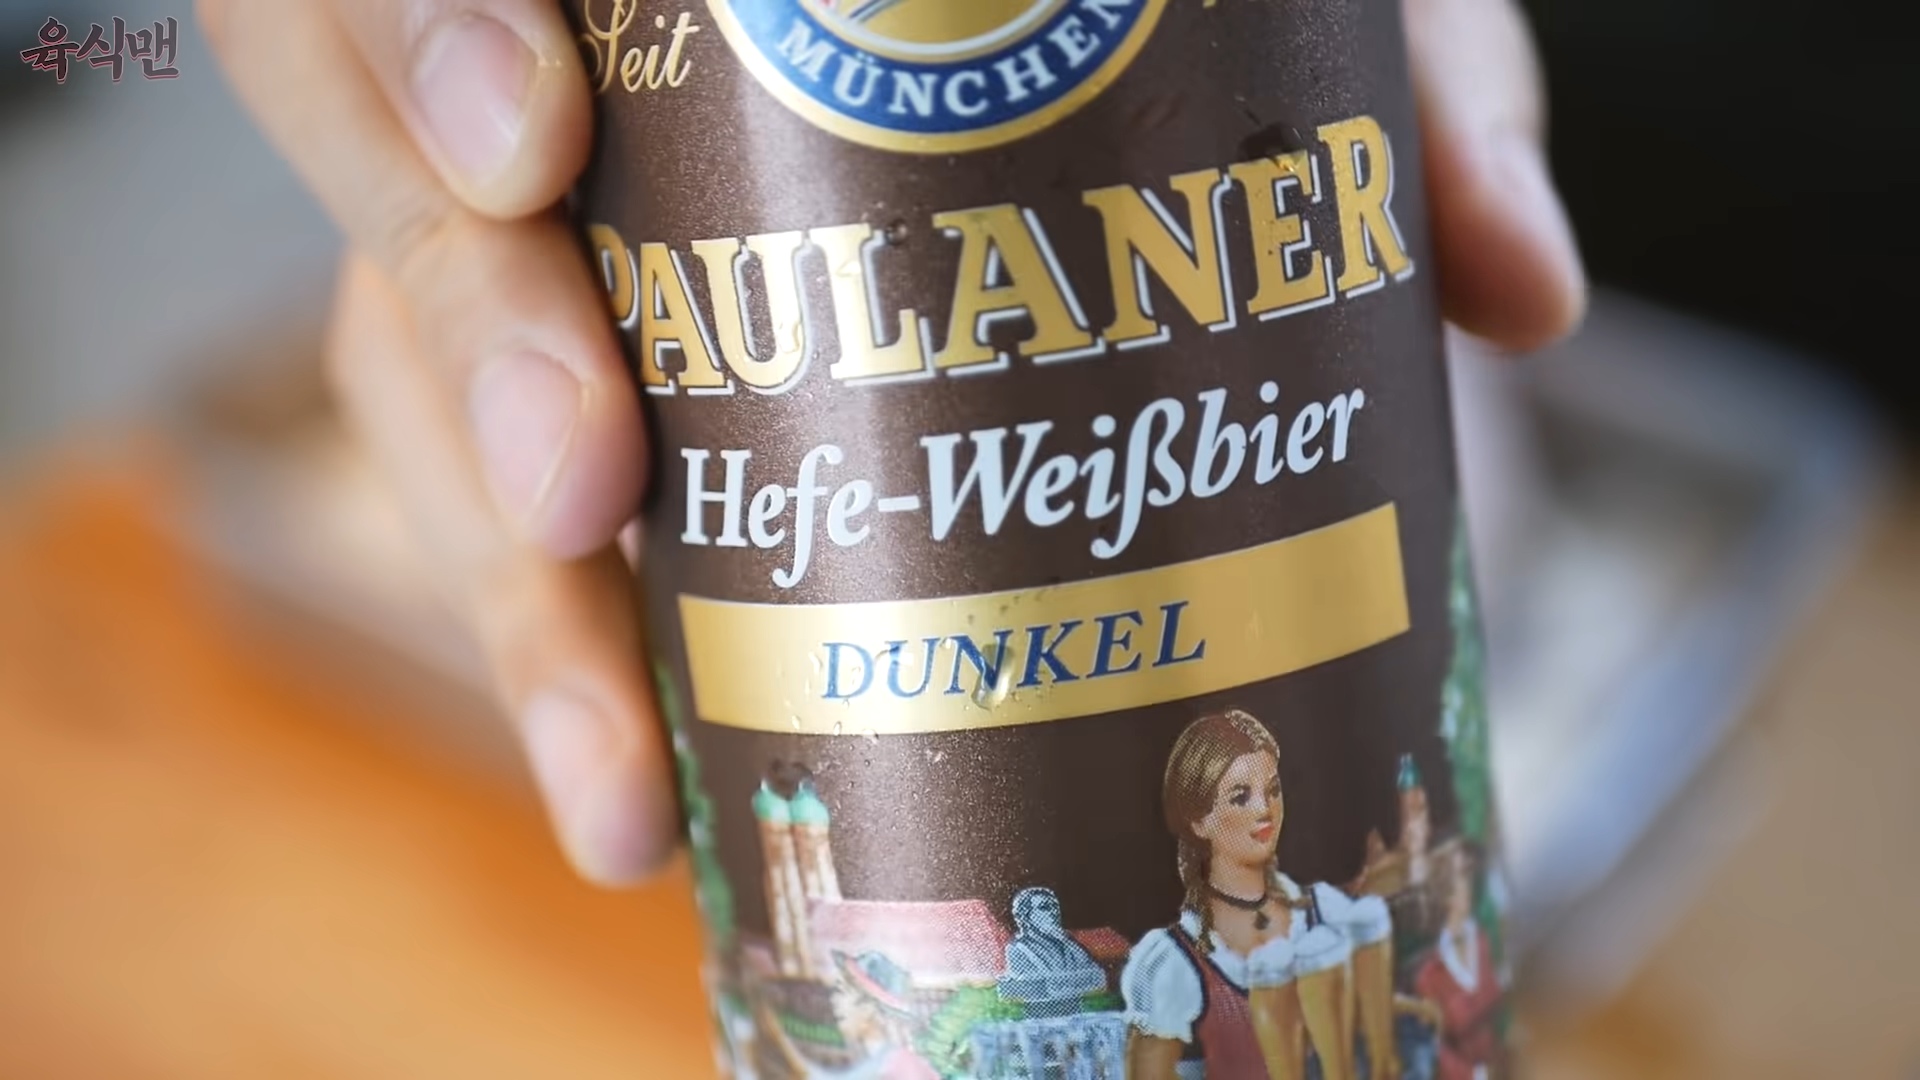 육식맨
Seit
MÜNCHEN
PAULANER
Hefe-Weißbier
DUNKEL